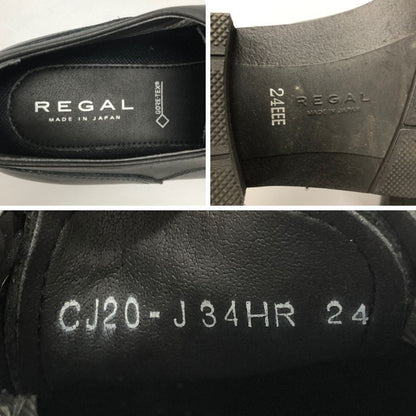 REGAL
MADE IN JAPAN
GORE-TEX®
24EEE
REGAL
MADE IN JAPAN
CJ20-J34HR 24